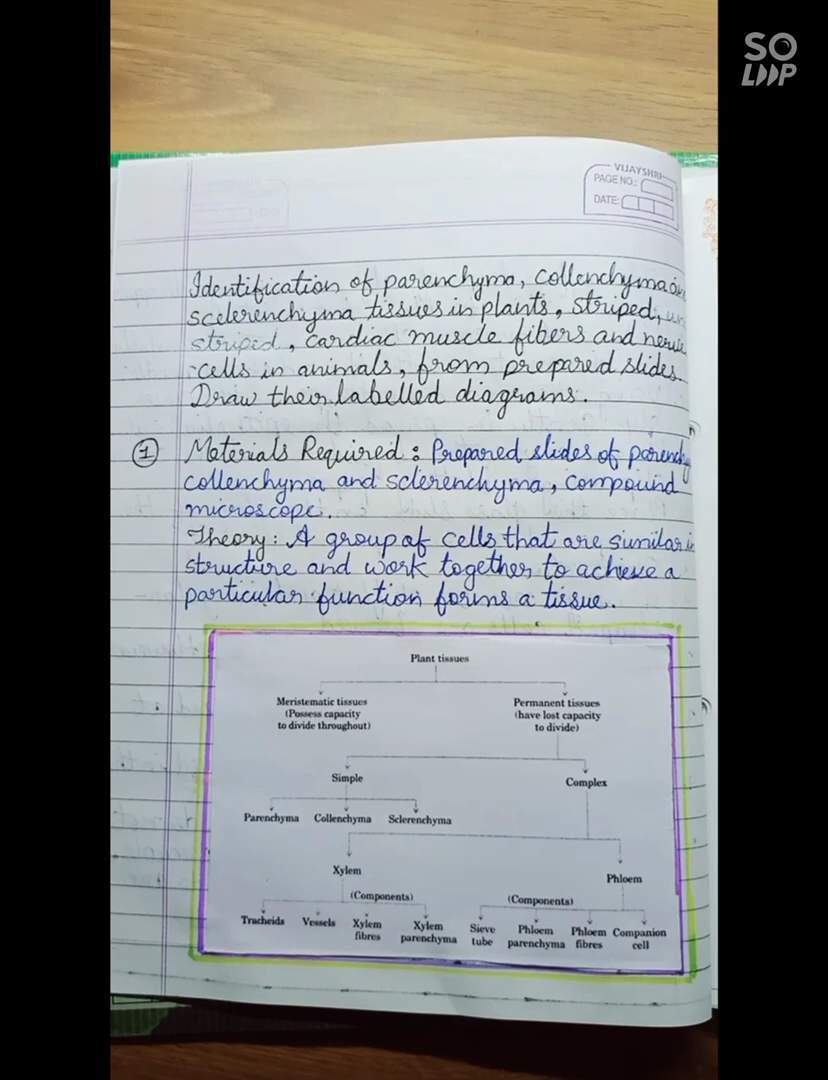 SO
LOOP
VIJAYSHRI
PAGE NO.:
DATE:
Identification of parenchyma, collenchyma
scelerenchyma tissues in plants, striped, un
striped, cardiac muscle fibers and nerve
cells in animals, from prepared slides.
Draw their labelled diagrams.
① Materials Required : Prepared slides of parenchy
collenchyma and sclerenchyma, compound
microscope.
Theory : A group of cells that are similar in
structure and work together to achieve a
particular function forms a tissue.
Plant tissues
Meristematic tissues
(Possess capacity
to divide throughout)
Permanent tissues
(have lost capacity
to divide)
Simple
Complex
Parenchyma Collenchyma Sclerenchyma
Xylem
Phloem
(Components)
(Components)
Tracheids
Vessels
Xylem
fibres
Xylem
parenchyma
Sieve
tube
Phloem
parenchyma
Phloem
fibres
Companion
cell